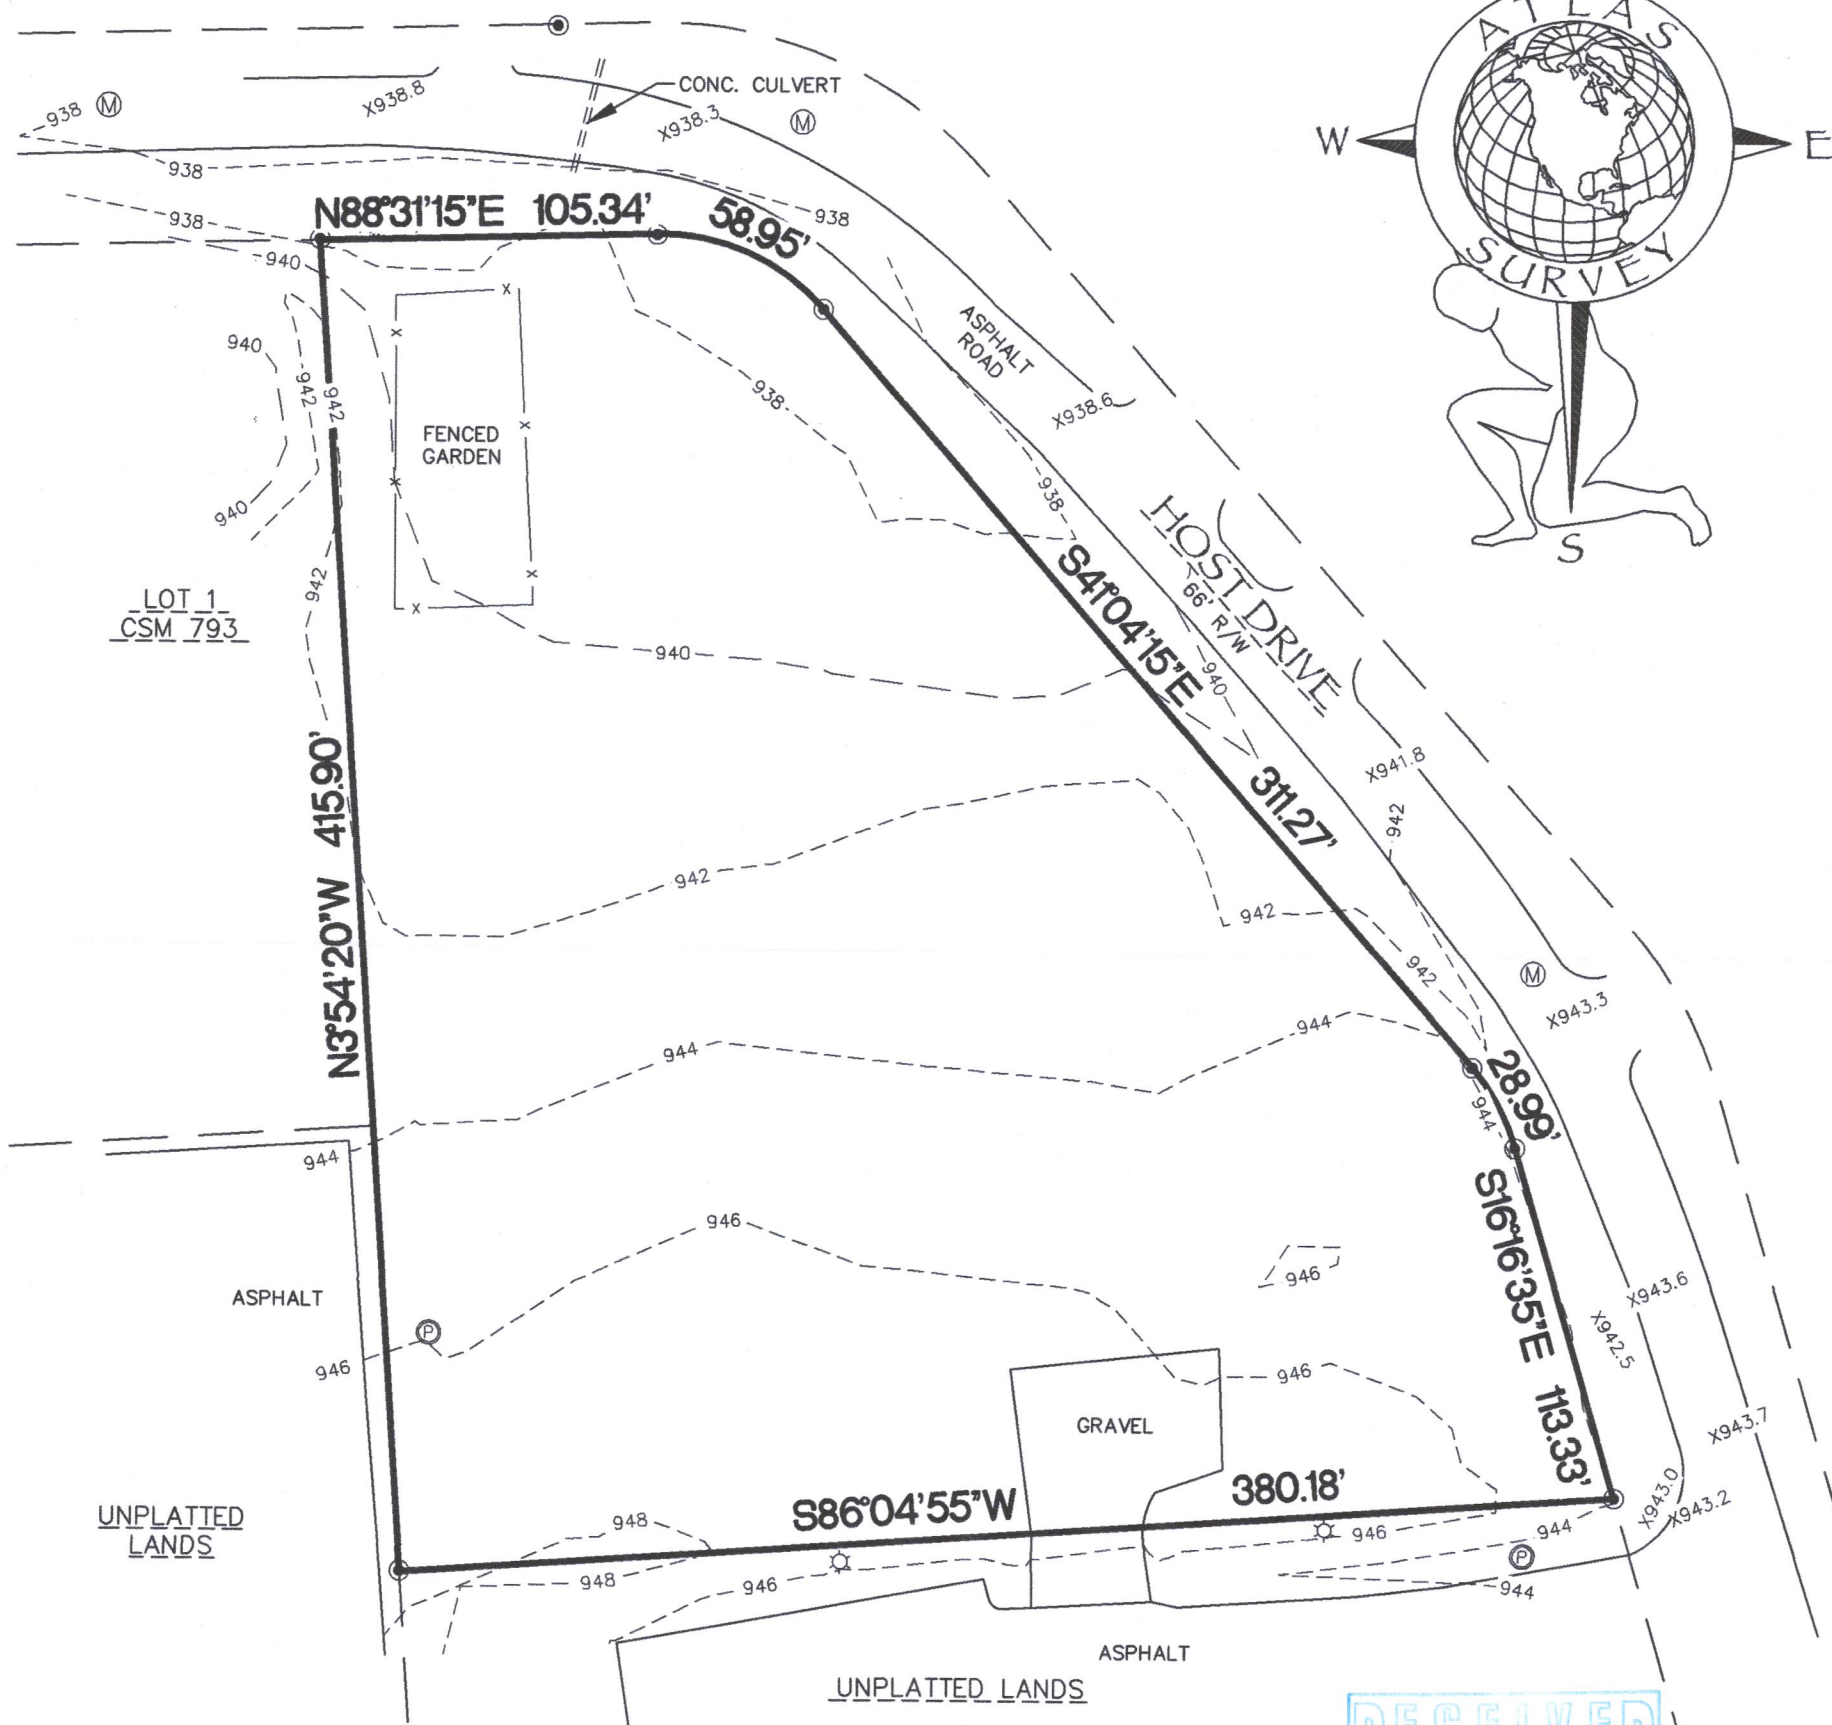 ATLAS
SURVEY
W
E
S
CONC. CULVERT
938
X938.8
X938.3
M
M
938
938
938
N88°31'15"E 105.34'
58.95'
940
ASPHALT
ROAD
X938.6
940
942
942
938
FENCED
GARDEN
940
938
HOST DRIVE
66' R/W
S41°04'15"E
LOT 1
CSM 793
942
940
940
311.27'
X941.8
942
N3°54'20"W 415.90'
942
942
942
M
X943.3
944
944
28.99'
944
944
S16°16'35"E 113.33'
946
946
ASPHALT
P
946
946
X943.6
X942.5
GRAVEL
X943.7
S86°04'55"W
380.18'
X943.0
X943.2
UNPLATTED
LANDS
948
946
944
P
948
946
944
ASPHALT
UNPLATTED LANDS
RECEIVED